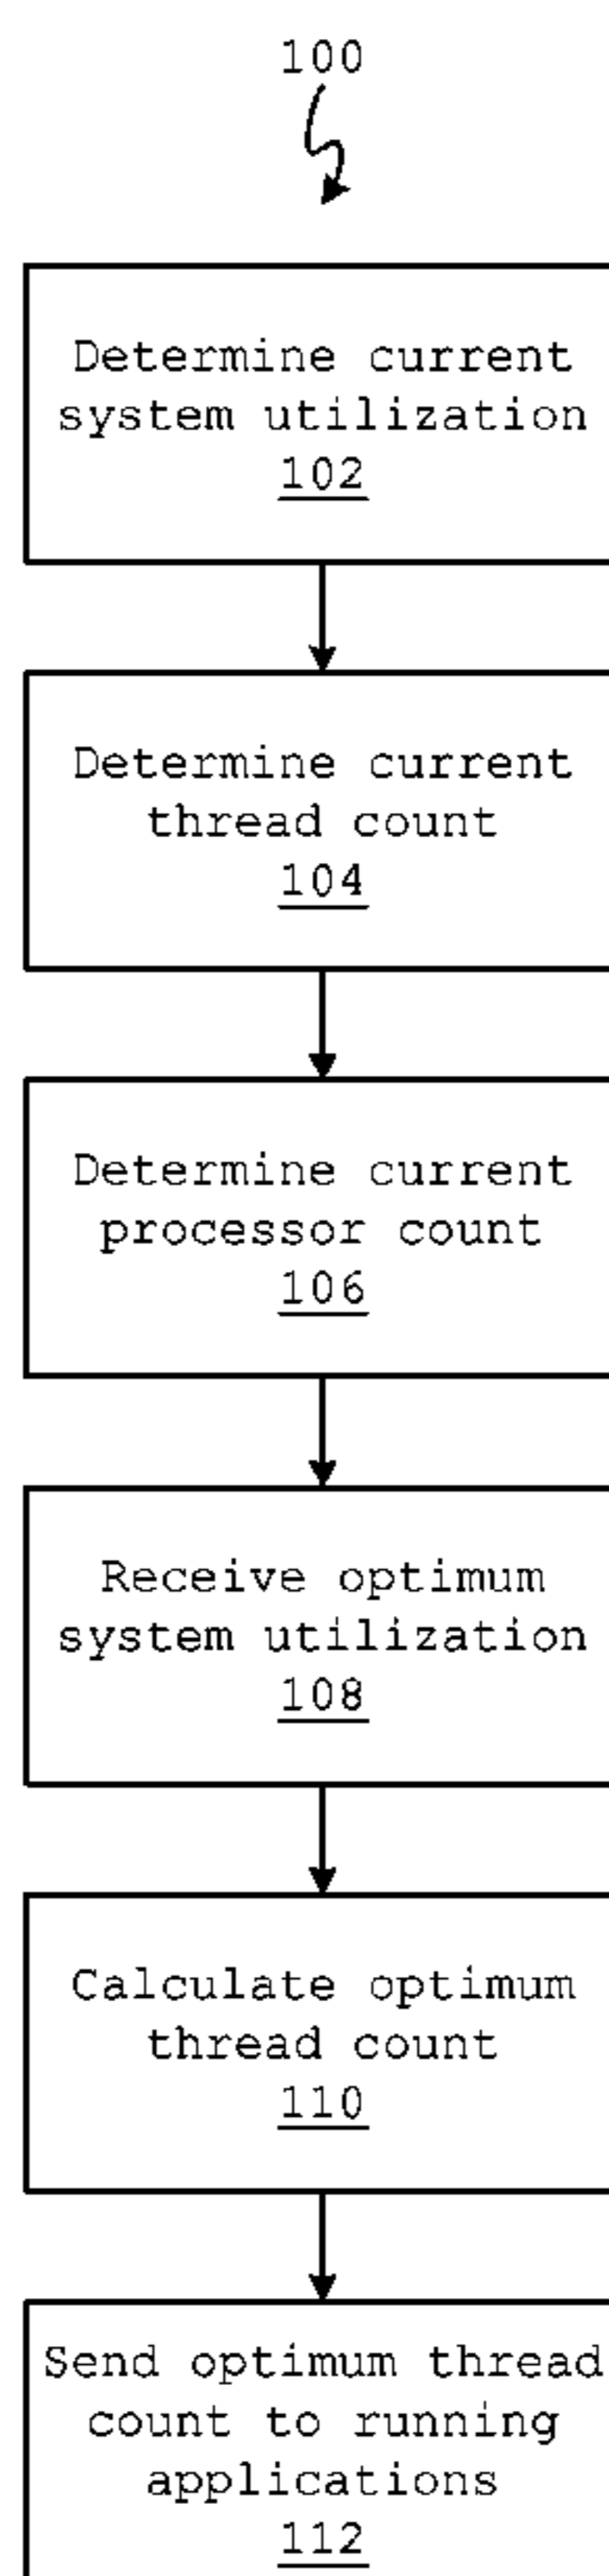 100
Determine current
system utilization
102
Determine current
thread count
104
Determine current
processor count
106
Receive optimum
system utilization
108
Calculate optimum
thread count
110
Send optimum thread
count to running
applications
112